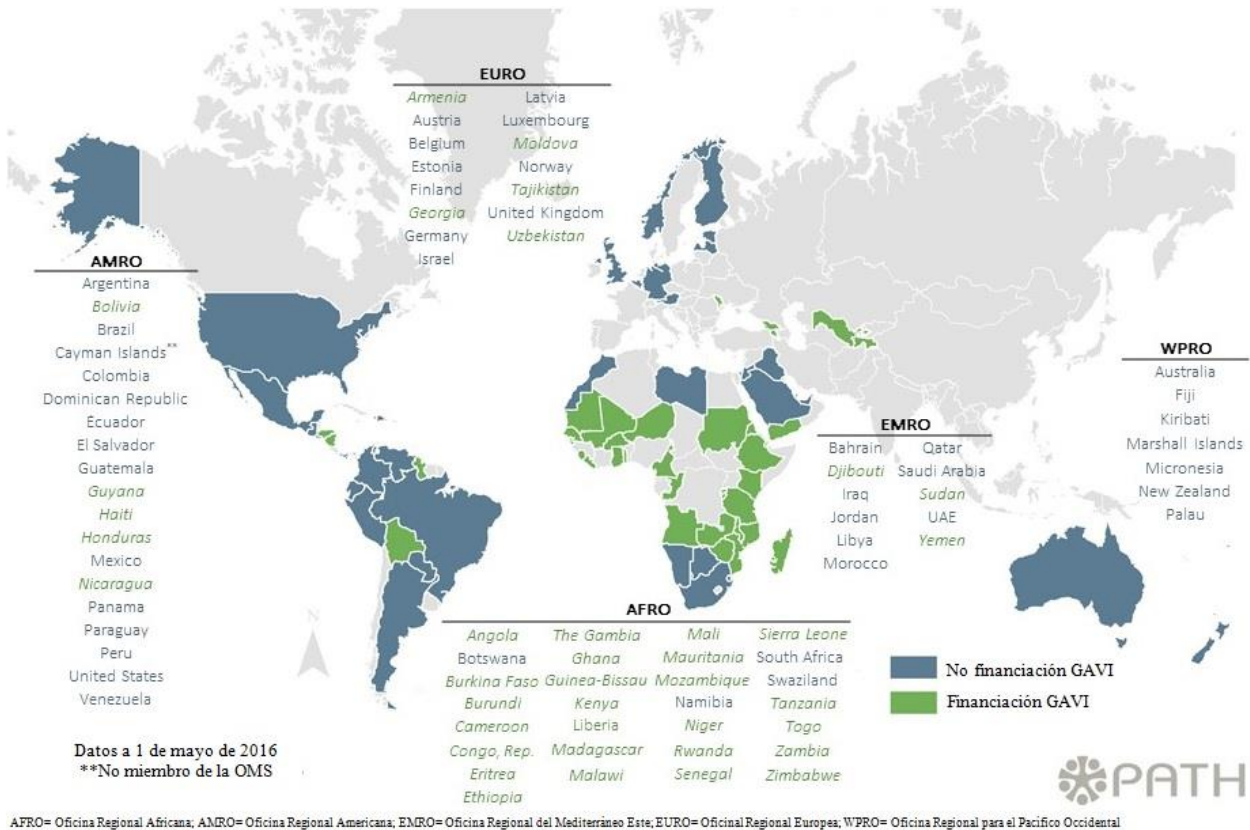 EURO
Armenia
Austria
Belgium
Estonia
Finland
Georgia
Germany
Israel
Latvia
Luxembourg
Moldova
Norway
Tajikistan
United Kingdom
Uzbekistan
AMRO
Argentina
Bolivia
Brazil
Cayman Islands**
Colombia
Dominican Republic
Ecuador
El Salvador
Guatemala
Guyana
Haiti
Honduras
Mexico
Nicaragua
Panama
Paraguay
Peru
United States
Venezuela
WPRO
Australia
Fiji
Kiribati
Marshall Islands
Micronesia
New Zealand
Palau
EMRO
Bahrain
Djibouti
Iraq
Jordan
Libya
Morocco
Qatar
Saudi Arabia
Sudan
UAE
Yemen
N
AFRO
Angola
Botswana
Burkina Faso
Burundi
Cameroon
Congo, Rep.
Eritrea
Ethiopia
The Gambia
Ghana
Guinea-Bissau
Kenya
Liberia
Madagascar
Malawi
Mali
Mauritania
Mozambique
Namibia
Niger
Rwanda
Senegal
Sierra Leone
South Africa
Swaziland
Tanzania
Togo
Zambia
Zimbabwe
No financiación GAVI
Financiación GAVI
Datos a 1 de mayo de 2016
**No miembro de la OMS
PATH
AFRO= Oficina Regional Africana; AMRO= Oficina Regional Americana; EMRO= Oficina Regional del Mediterráneo Este; EURO= Oficinal Regional Europea; WPRO= Oficina Regional para el Pacifico Occidental